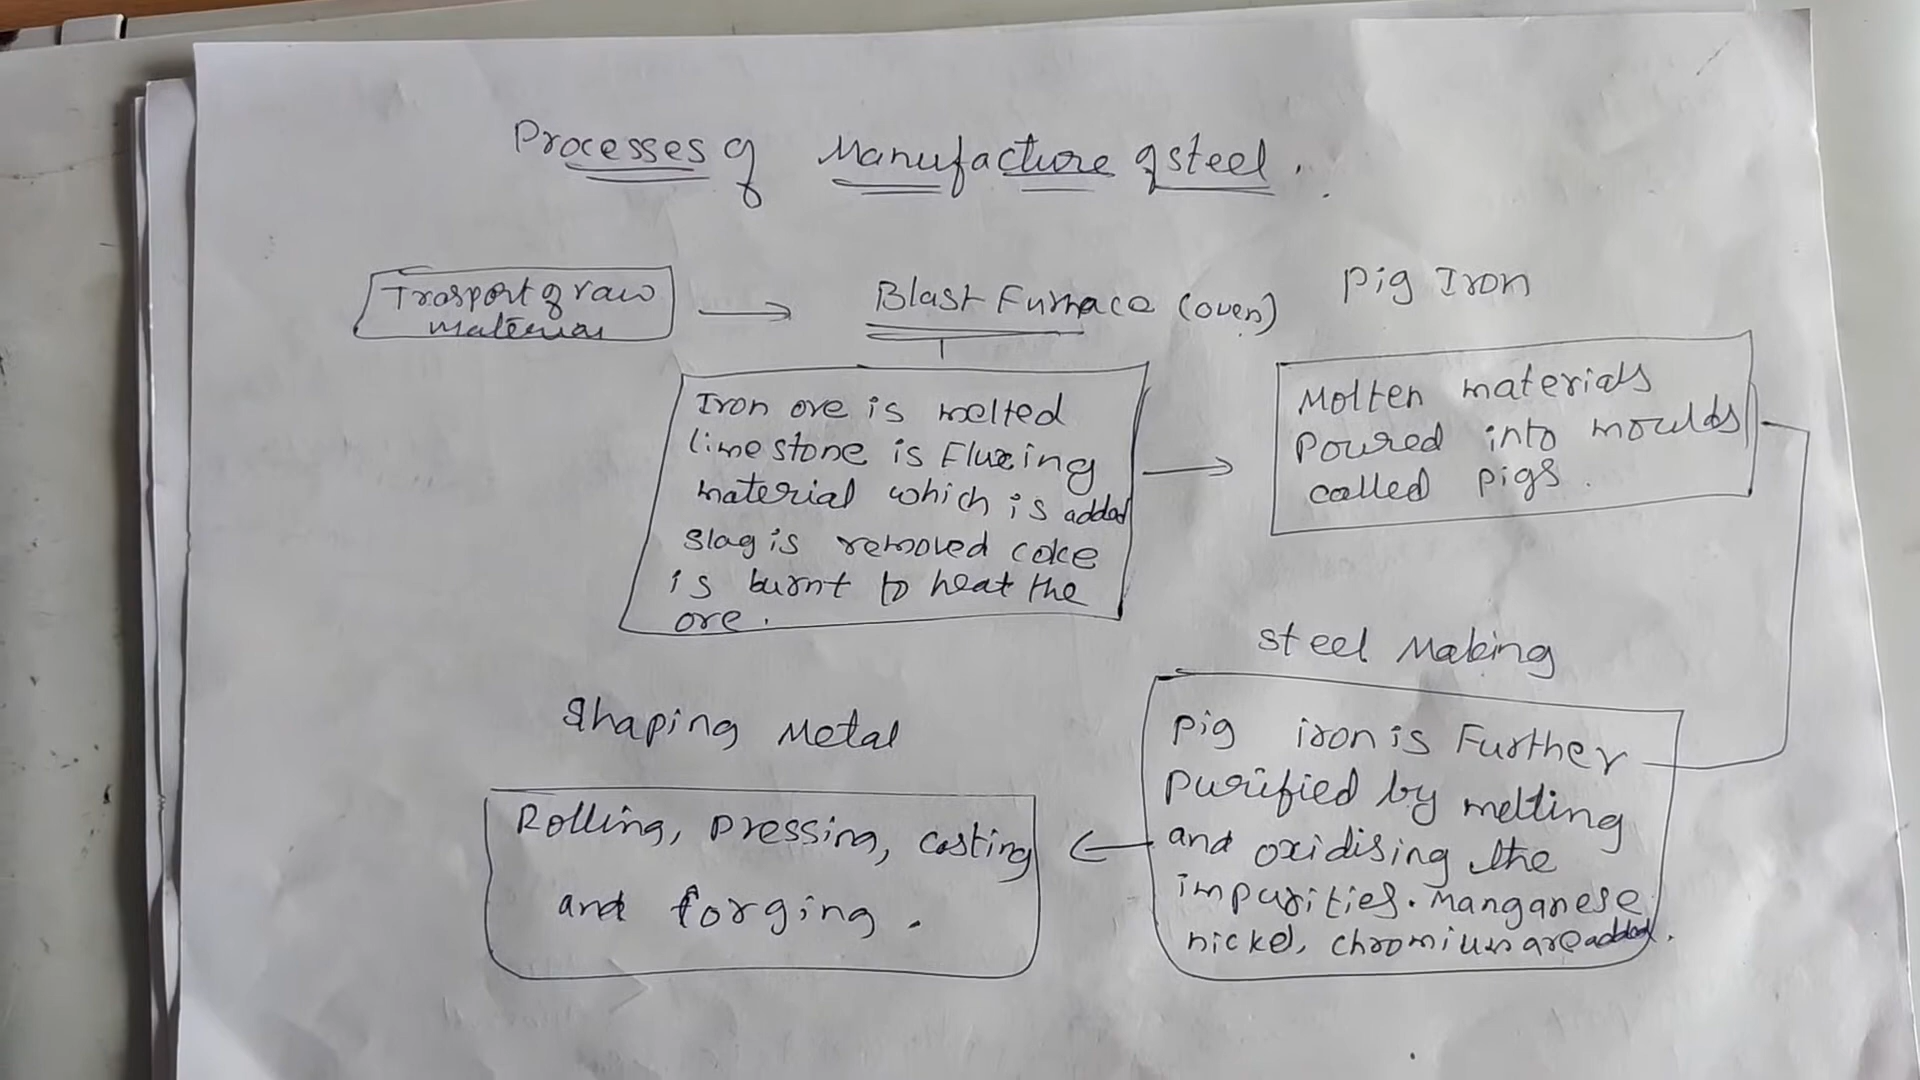 Processes of Manufacture of steel.
Trasport of raw
material
Blast Furnace (oven)
Iron ore is melted
limestone is Fluxing
material which is added
slag is removed coke
is burnt to heat the
ore.
Pig Iron
Molten materials
Poured into moulds
called pigs.
Steel Making
Pig iron is Further
purified by melting
and oxidising the
impurities. Manganese
nickel, chromium are added.
Shaping Metal
Rolling, Pressing, casting
and forging.